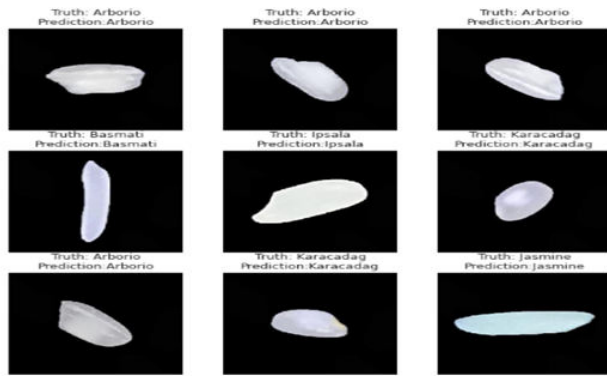 Truth: Arborio
Prediction:Arborio
Truth: Arborio
Prediction:Arborio
Truth: Arborio
Prediction:Arborio
Truth: Basmati
Prediction:Basmati
Truth: Ipsala
Prediction:Ipsala
Truth: Karacadag
Prediction:Karacadag
Truth: Arborio
Prediction:Arborio
Truth: Karacadag
Prediction:Karacadag
Truth: Jasmine
Prediction:Jasmine